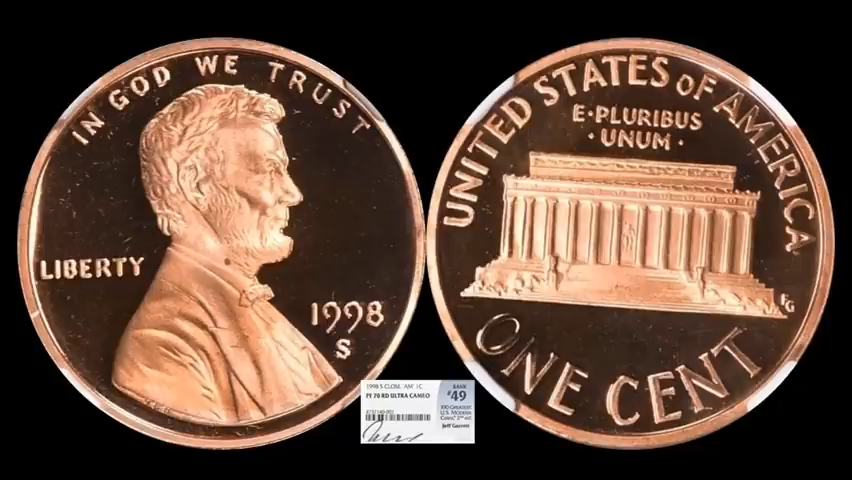 IN GOD WE TRUST
LIBERTY
1998
S
UNITED STATES OF AMERICA
E·PLURIBUS
·UNUM·
FG
ONE CENT
1998 S CLOSE 'AM' 1C
PF 70 RD ULTRA CAMEO
RANK
#49
100 Greatest
U.S. Modern
Coins
Jeff Garrett